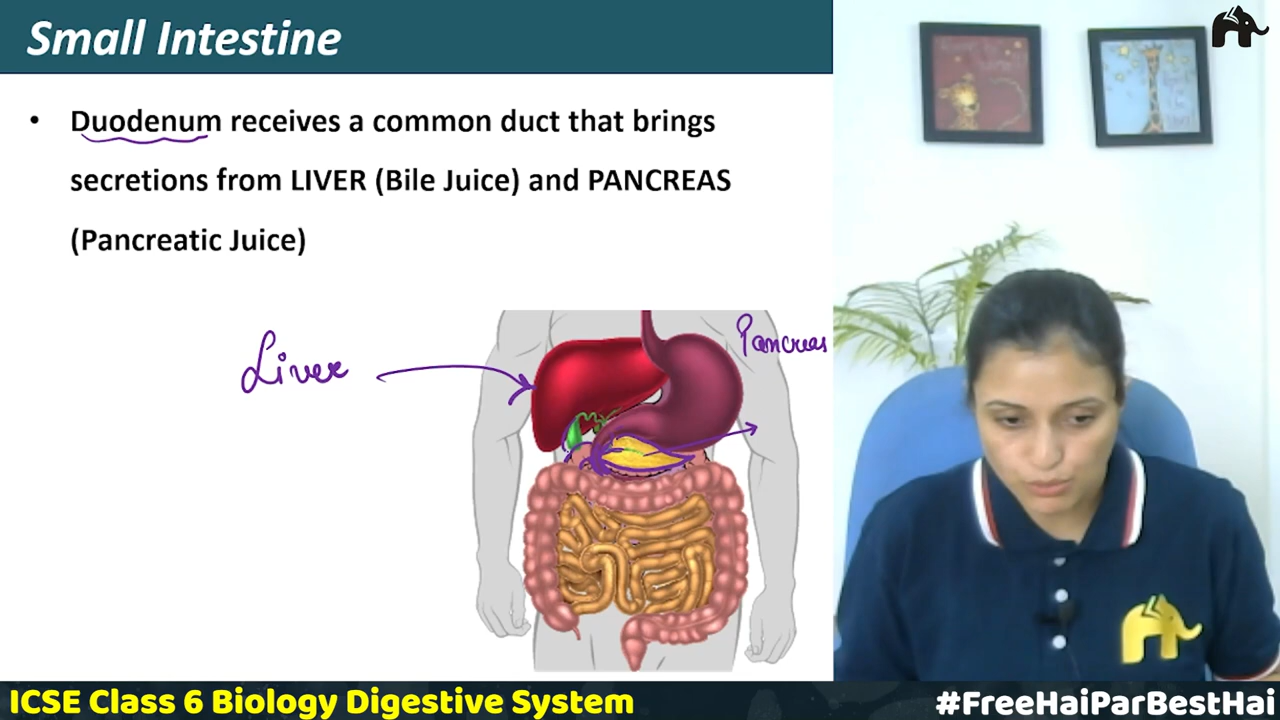 Small Intestine
• Duodenum receives a common duct that brings
secretions from LIVER (Bile Juice) and PANCREAS
(Pancreatic Juice)
Liver
Pancreas
ICSE Class 6 Biology Digestive System
#FreeHaiParBestHai